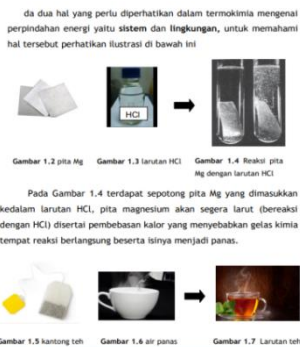 da dua hal yang perlu diperhatikan dalam termokimia mengenai
perpindahan energi yaitu sistem dan lingkungan, untuk memahami
hal tersebut perhatikan ilustrasi di bawah ini
HCl
Gambar 1.2 pita Mg
Gambar 1.3 larutan HCl
Gambar 1.4 Reaksi pita
Mg dengan larutan HCl
Pada Gambar 1.4 terdapat sepotong pita Mg yang dimasukkan
kedalam larutan HCl, pita magnesium akan segera larut (bereaksi
dengan HCl) disertai pembebasan kalor yang menyebabkan gelas kimia
tempat reaksi berlangsung beserta isinya menjadi panas.
Gambar 1.5 kantong teh
Gambar 1.6 air panas
Gambar 1.7 Larutan teh